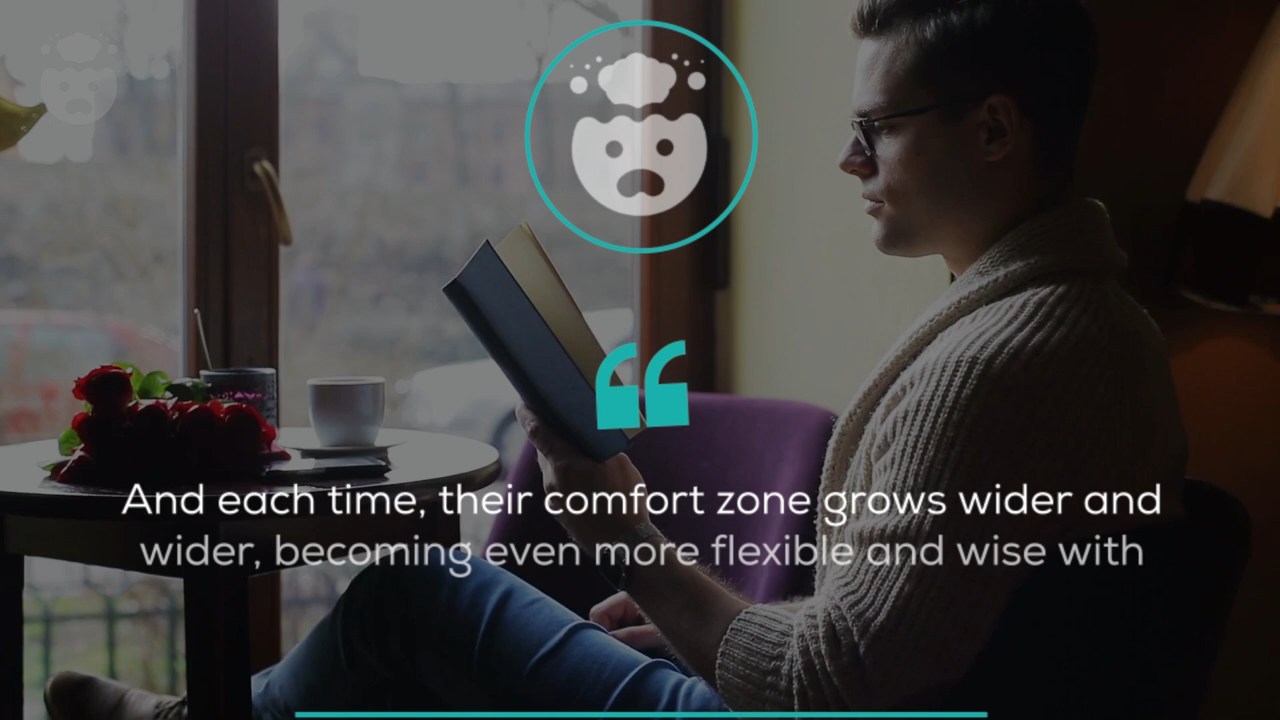 And each time, their comfort zone grows wider and
wider, becoming even more flexible and wise with